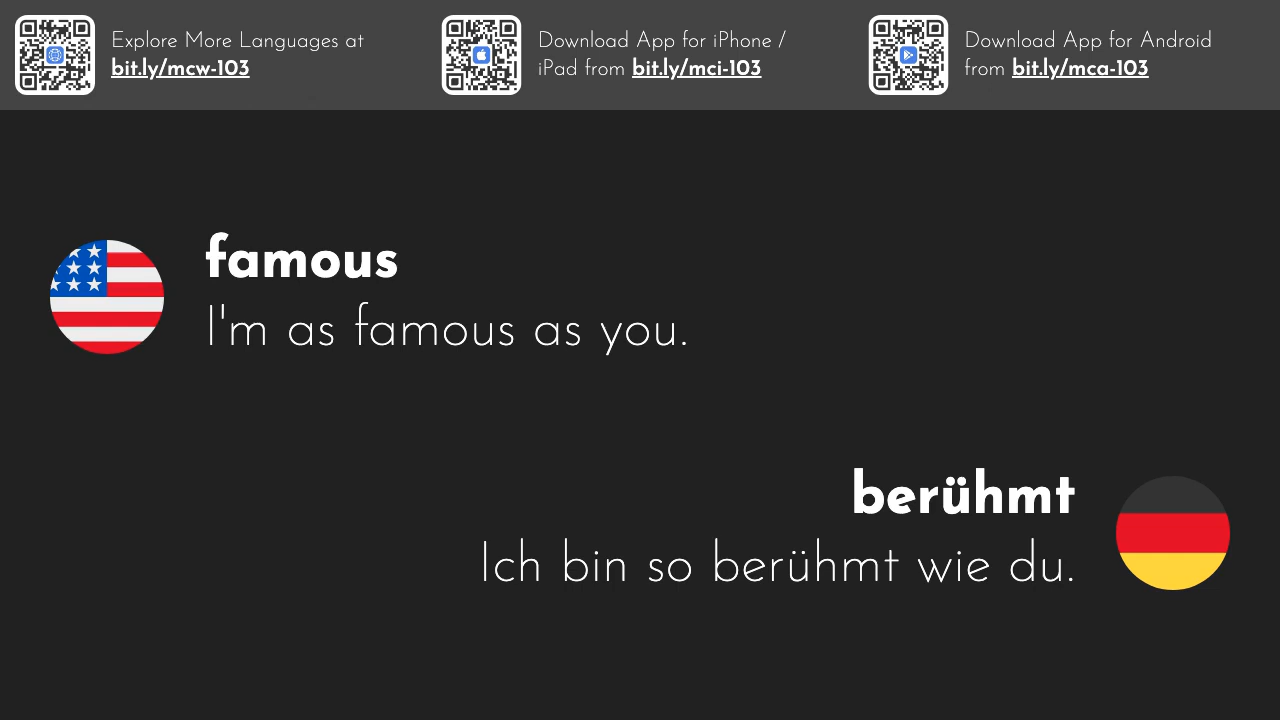 Explore More Languages at
bit.ly/mcw-103
Download App for iPhone /
iPad from bit.ly/mci-103
Download App for Android
from bit.ly/mca-103
famous
I'm as famous as you.
berühmt
Ich bin so berühmt wie du.